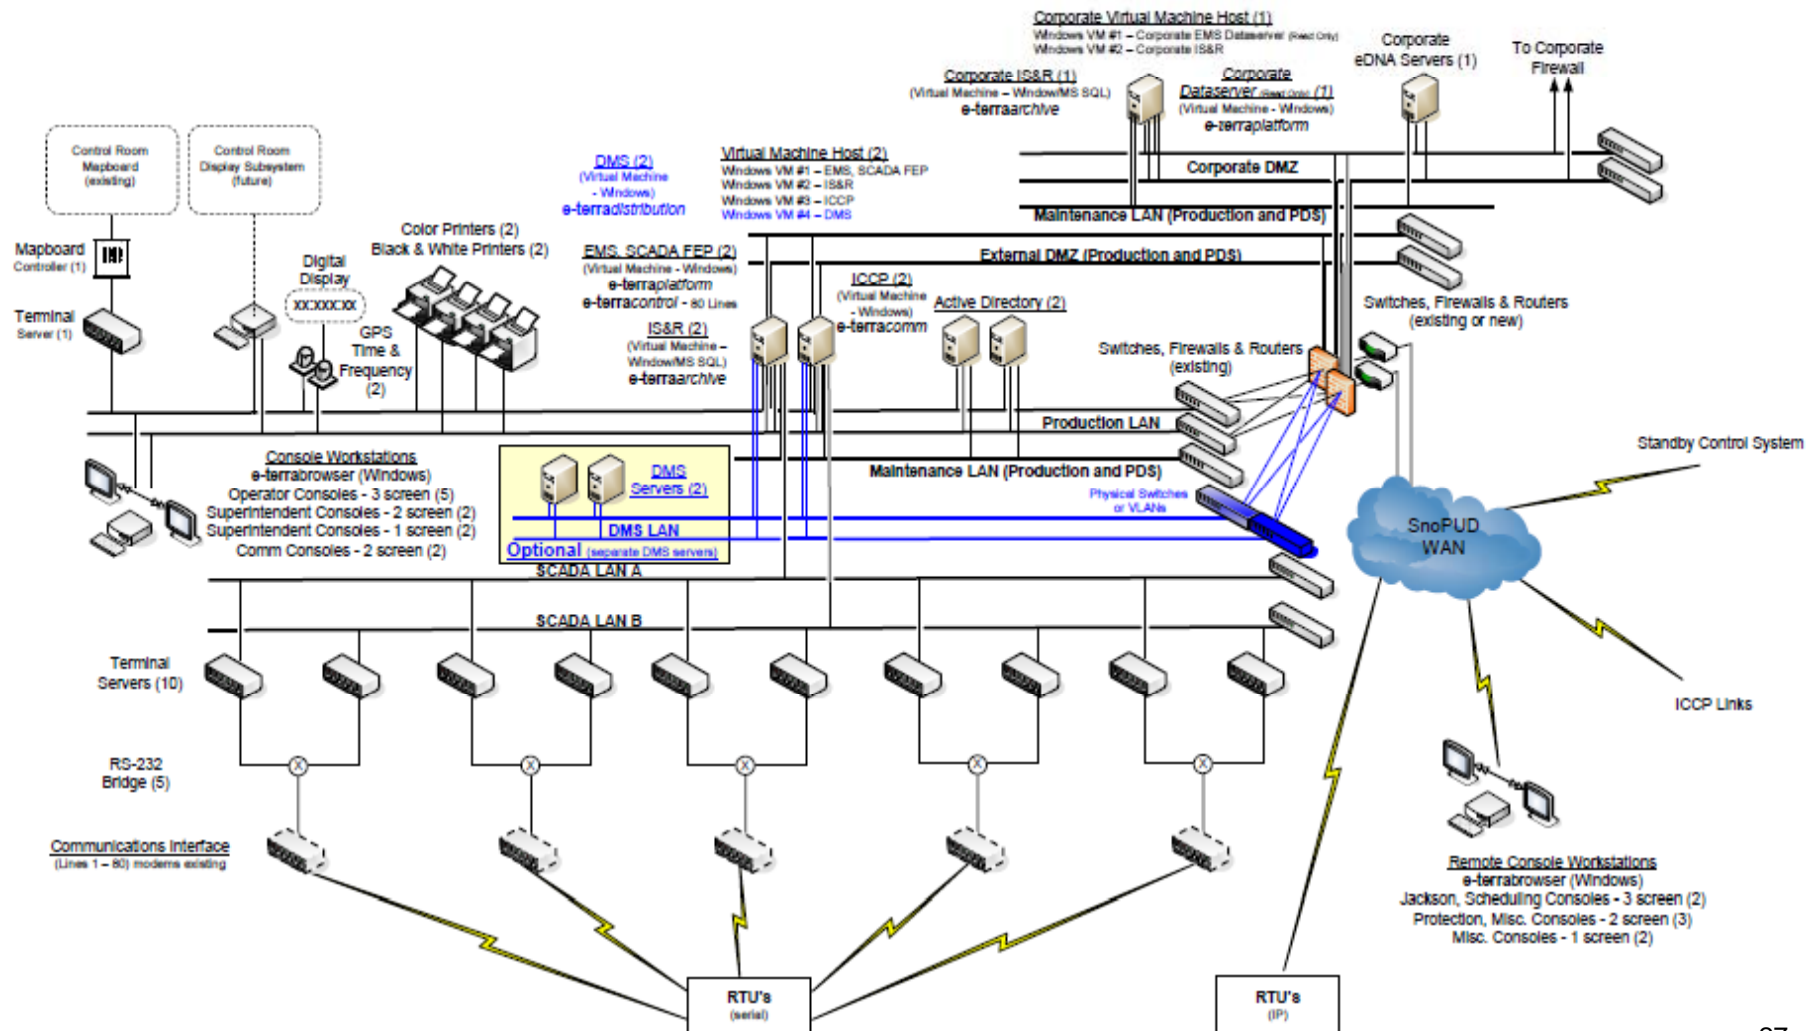 Corporate Virtual Machine Host (1)
Windows VM #1 – Corporate EMS Dataserver (Read Only)
Windows VM #2 – Corporate IS&R
Corporate
eDNA Servers (1)
To Corporate
Firewall
Corporate IS&R (1)
(Virtual Machine – Window/MS SQL)
e-terraarchive
Corporate
Dataserver (Read Only) (1)
(Virtual Machine - Windows)
e-terraplatform
Corporate DMZ
Maintenance LAN (Production and PDS)
External DMZ (Production and PDS)
Control Room
Mapboard
(existing)
Control Room
Display Subsystem
(future)
DMS (2)
(Virtual Machine
- Windows)
e-terradistribution
Virtual Machine Host (2)
Windows VM #1 – EMS, SCADA FEP
Windows VM #2 – IS&R
Windows VM #3 – ICCP
Windows VM #4 – DMS
Mapboard
Controller (1)
Terminal
Server (1)
Digital
Display
XX:XXX:XX
GPS
Time &
Frequency
(2)
Color Printers (2)
Black & White Printers (2)
EMS, SCADA FEP (2)
(Virtual Machine - Windows)
e-terraplatform
e-terracontrol - 80 Lines
IS&R (2)
(Virtual Machine –
Window/MS SQL)
e-terraarchive
ICCP (2)
(Virtual Machine
- Windows)
e-terracomm
Active Directory (2)
Switches, Firewalls & Routers
(existing or new)
Switches, Firewalls & Routers
(existing)
Production LAN
Maintenance LAN (Production and PDS)
Physical Switches
or VLANs
Console Workstations
e-terrabrowser (Windows)
Operator Consoles - 3 screen (5)
Superintendent Consoles - 2 screen (2)
Superintendent Consoles - 1 screen (2)
Comm Consoles - 2 screen (2)
DMS
Servers (2)
DMS LAN
Optional (separate DMS servers)
SCADA LAN A
SCADA LAN B
Standby Control System
SnoPUD
WAN
ICCP Links
Terminal
Servers (10)
RS-232
Bridge (5)
X
X
X
X
X
Communications Interface
(Lines 1 – 80) modems existing
Remote Console Workstations
e-terrabrowser (Windows)
Jackson, Scheduling Consoles - 3 screen (2)
Protection, Misc. Consoles - 2 screen (3)
Misc. Consoles - 1 screen (2)
RTU's
(serial)
RTU's
(IP)